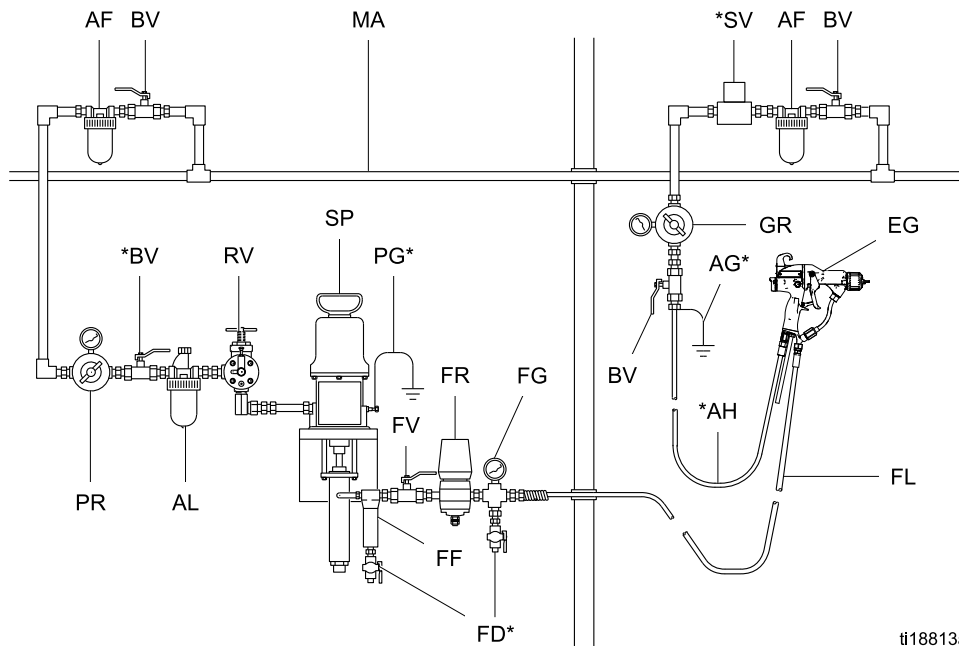 AF BV MA *SV AF BV
SP
*BV RV PG*
GR EG
AG*
BV
FR FG
*AH
FV
PR AL FL
FF
FD*